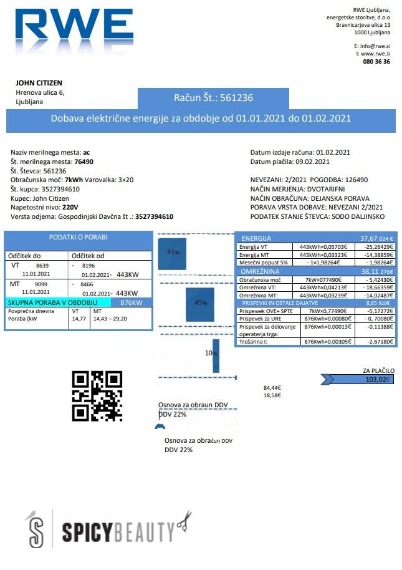 RWE
RWE Ljubljana,
energetske storitve, d.o.o
Bravnicarjeva ulica 13
1000 Ljubljana
E: info@rwe.si
I: www.rwe.si
080 36 36
JOHN CITIZEN
Hrenova ulica 6,
Ljubljana
Račun Št.: 561236
Dobava električne energije za obdobje od 01.01.2021 do 01.02.2021
Naziv merilnega mesta: ac
Št. merilnega mesta: 76490
Št. Števca: 561236
Obračunska moč: 7kWh Varovalka: 3×20
Št. kupca: 3527394610
Kupec: John Citizen
Napetostni nivo: 220V
Versta odjema: Gospodinjski Davčna št .: 3527394610
Datum izdaje računa: 01.02.2021
Datum plačila: 09.02.2021
NEVEZANI: 2/2021 POGODBA: 126490
NAČIN MERJENJA: DVOTARIFNI
NAČIN OBRAČUNA: DEJANSKA PORAVA
PORAVA VRSTA DOBAVE: NEVEZANI 2/2021
PODATEK STANJE ŠTEVCA: SODO DALJINSKO
PODATKI O PORABI
Odčitek do Odčitek od
VT 8639 - 8196
11.01.2021 01.02.2021- 443KW
MT 9099 - 8466
11.01.2021 01.02.2021- 443KW
SKUPNA PORABA V OBDOBJU 876KW
Posprečna dnevna VT MT
Poraba (kW 14,77 14,43 — 29,20
45%
45%
10%
ENERGIJA 37,67
Energija VT 443kWh×0,05703€ -25,26429€
Energija MT 443kWh×0,03323€ -14,38859€
Mesečni popust 5% -1×1,98264€ -1,98264€
OMREŽNINA 38,11
Obračunska moč 7kW×077490€ -5,42430€
Omrežnina VT: 443kWh×0,04213€ -18,66359€
Omrežnina MT: 443kWh×0,03239€ -14,02487€
PRISPEVKI IN OSTALE DAJATVE 8,65
Prispevek OVE+ SPTE 7kW×0,77490€ -5,17272€
Prispevek za URE 876kWh×0,00080€ -0,70080€
Prispevek za delovanje 876kWh×0,00013€ -0,11388€
operaterja trga:
Trošarina I: 876kWh×0,00305€ -2,67180€
ZA PLAČILO
103,02€
84,44€
18,58€
Osnova za obraun DDV
DDV 22%
Osnova za obračun DDV
DDV 22%
S SPICYBEAUTY